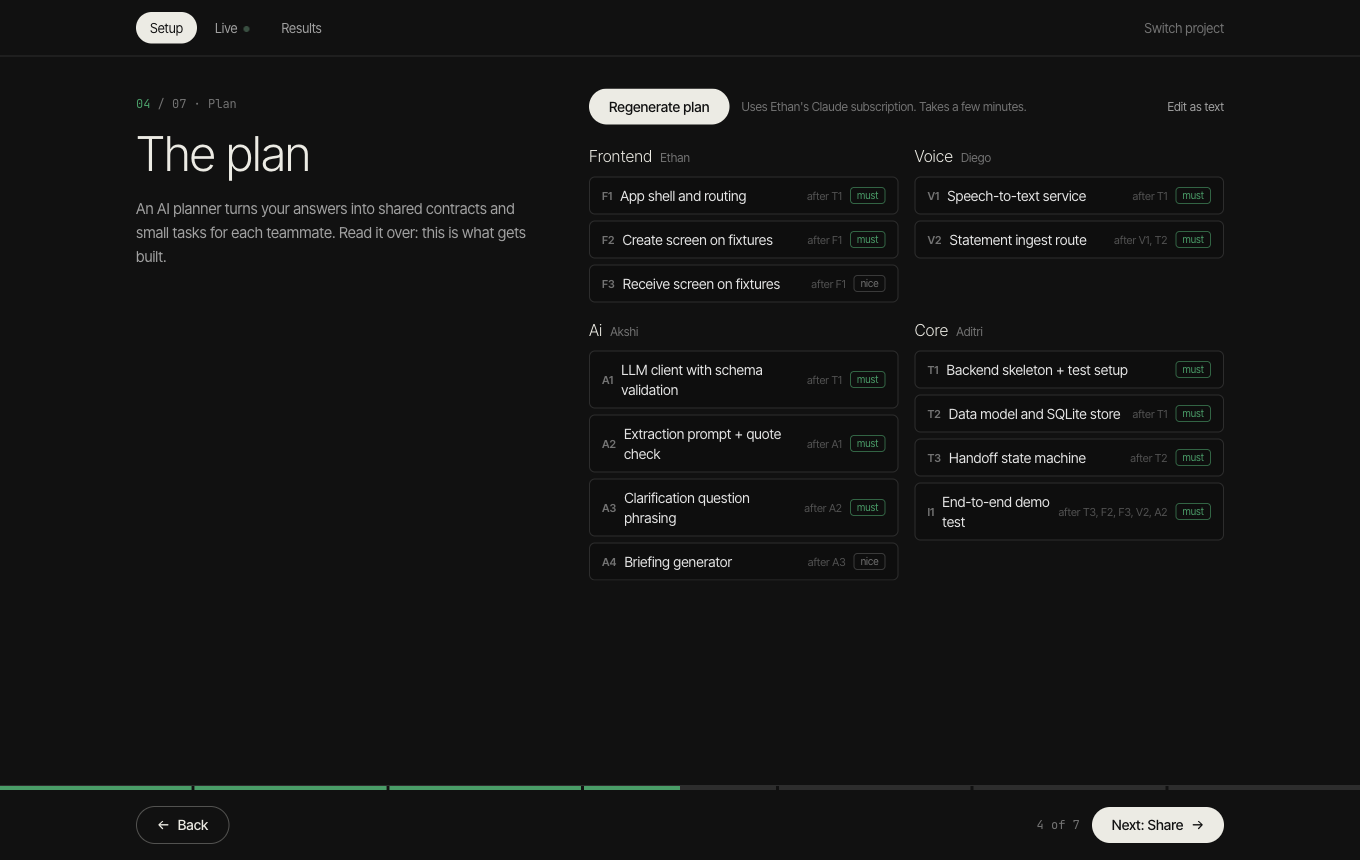 Setup
Live
Results
Switch project
04 / 07 · Plan
The plan
An AI planner turns your answers into shared contracts and
small tasks for each teammate. Read it over: this is what gets
built.
Regenerate plan
Uses Ethan's Claude subscription. Takes a few minutes.
Edit as text
Frontend Ethan
F1 App shell and routing after T1 must
F2 Create screen on fixtures after F1 must
F3 Receive screen on fixtures after F1 nice
Voice Diego
V1 Speech-to-text service after T1 must
V2 Statement ingest route after V1, T2 must
Ai Akshi
A1 LLM client with schema
validation after T1 must
A2 Extraction prompt + quote
check after A1 must
A3 Clarification question
phrasing after A2 must
A4 Briefing generator after A3 nice
Core Aditri
T1 Backend skeleton + test setup must
T2 Data model and SQLite store after T1 must
T3 Handoff state machine after T2 must
I1 End-to-end demo
test after T3, F2, F3, V2, A2 must
← Back
4 of 7
Next: Share →